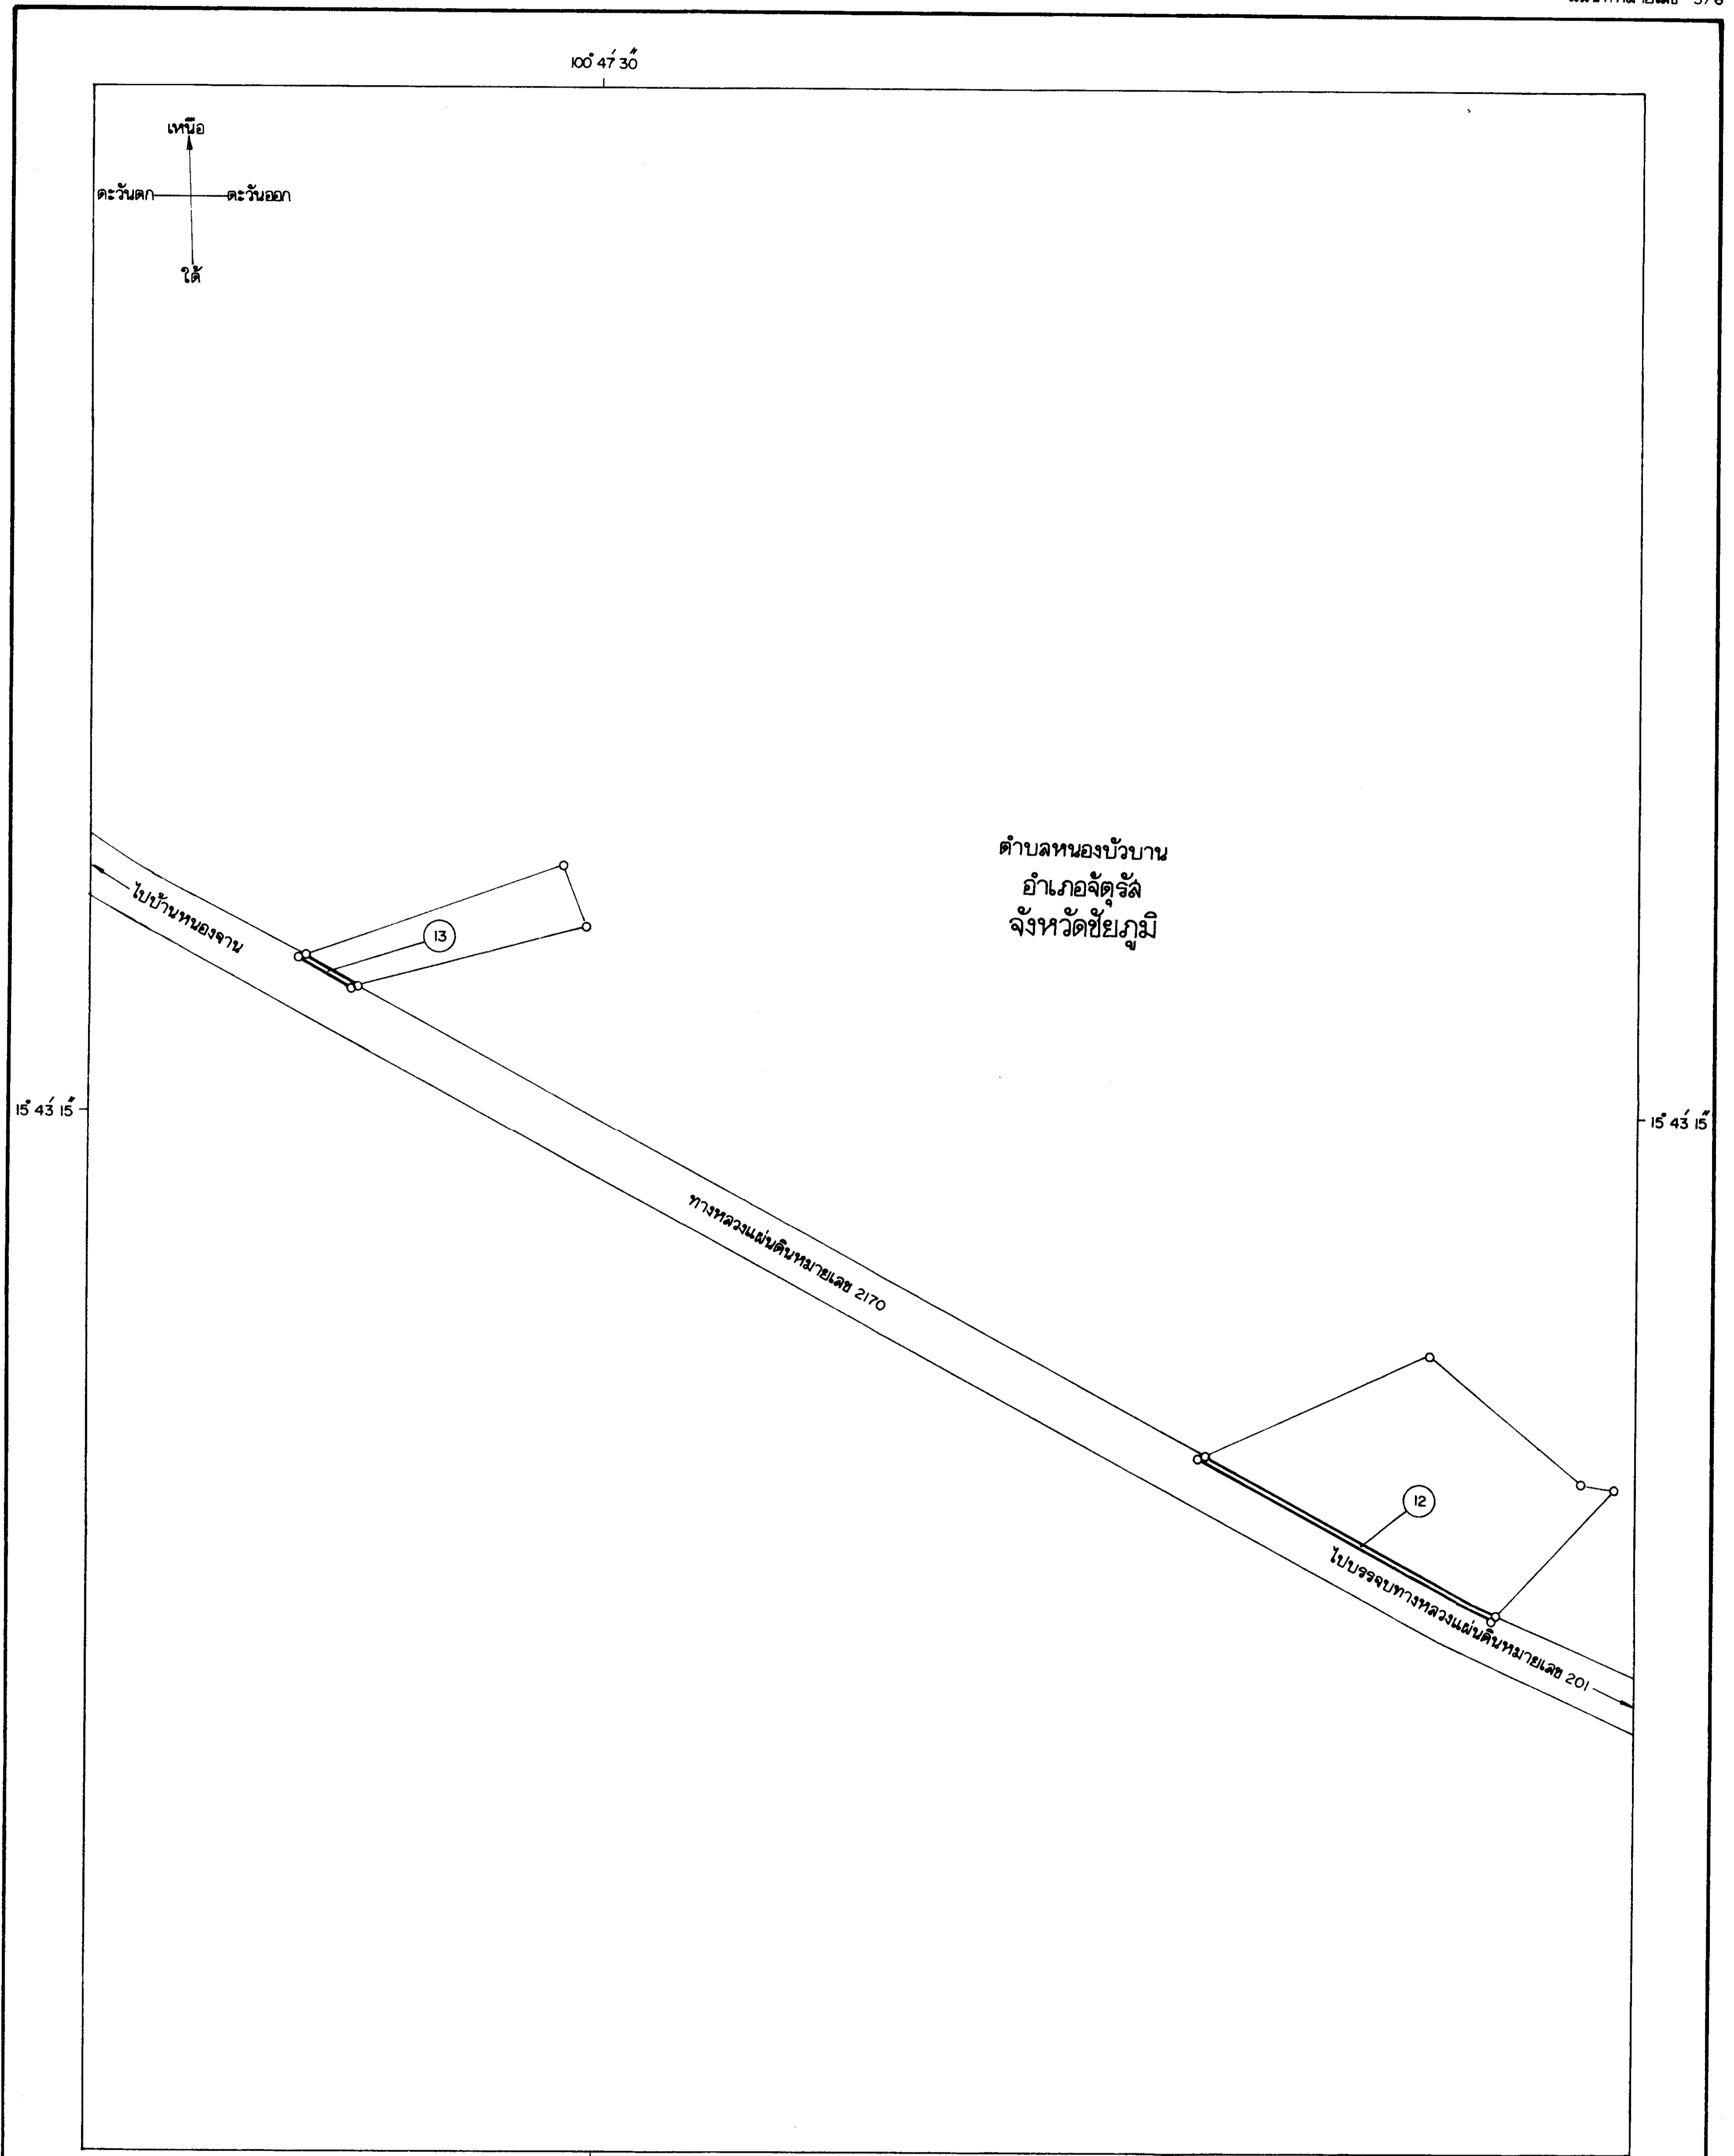 100° 47′ 30″
เหนือ
ตะวันตก
ตะวันออก
ใต้
ตำบลหนองบัวบาน
อำเภอจัตุรัส
จังหวัดชัยภูมิ
ไปบ้านหนองจาน
13
15° 43′ 15″
15° 43′ 15″
ทางหลวงแผ่นดินหมายเลข 2170
12
ไปบรรจบทางหลวงแผ่นดินหมายเลข 201